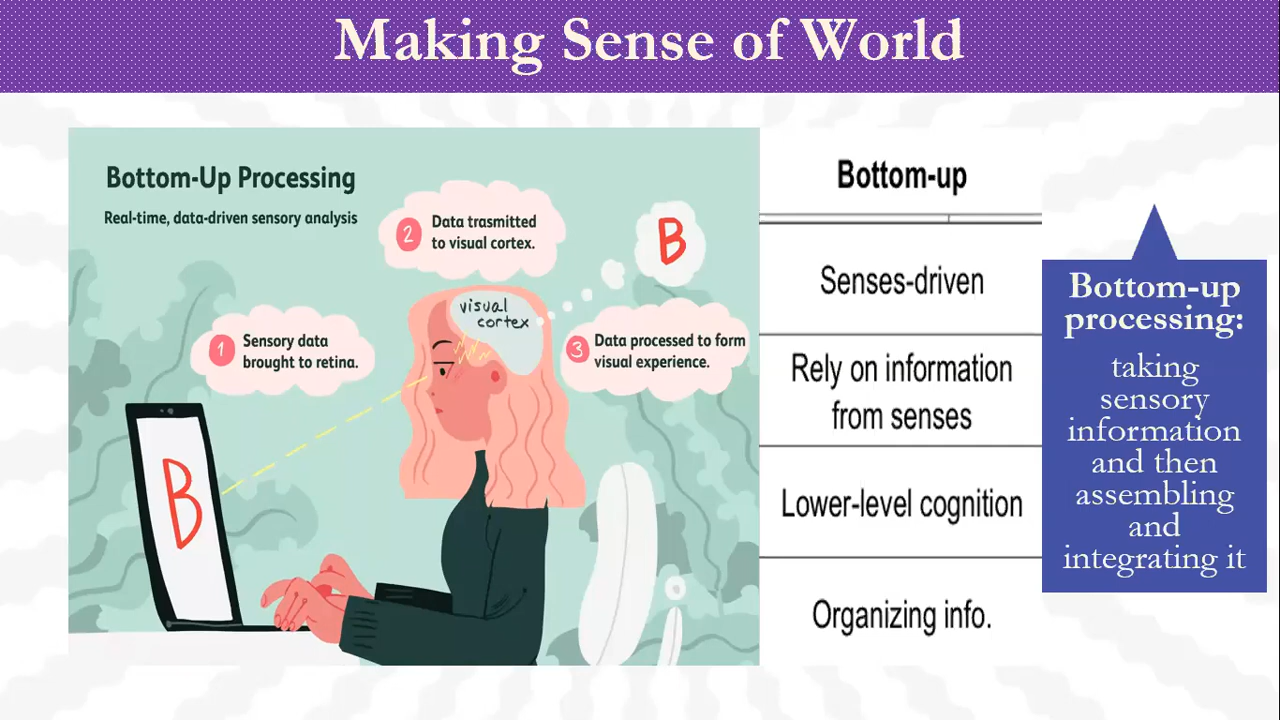 Making Sense of World
Bottom-Up Processing
Real-time, data-driven sensory analysis
1
Sensory data
brought to retina.
2
Data trasmitted
to visual cortex.
B
visual
cortex
3
Data processed to form
visual experience.
B
Bottom-up
Senses-driven
Rely on information
from senses
Lower-level cognition
Organizing info.
Bottom-up
processing:
taking
sensory
information
and then
assembling
and
integrating it